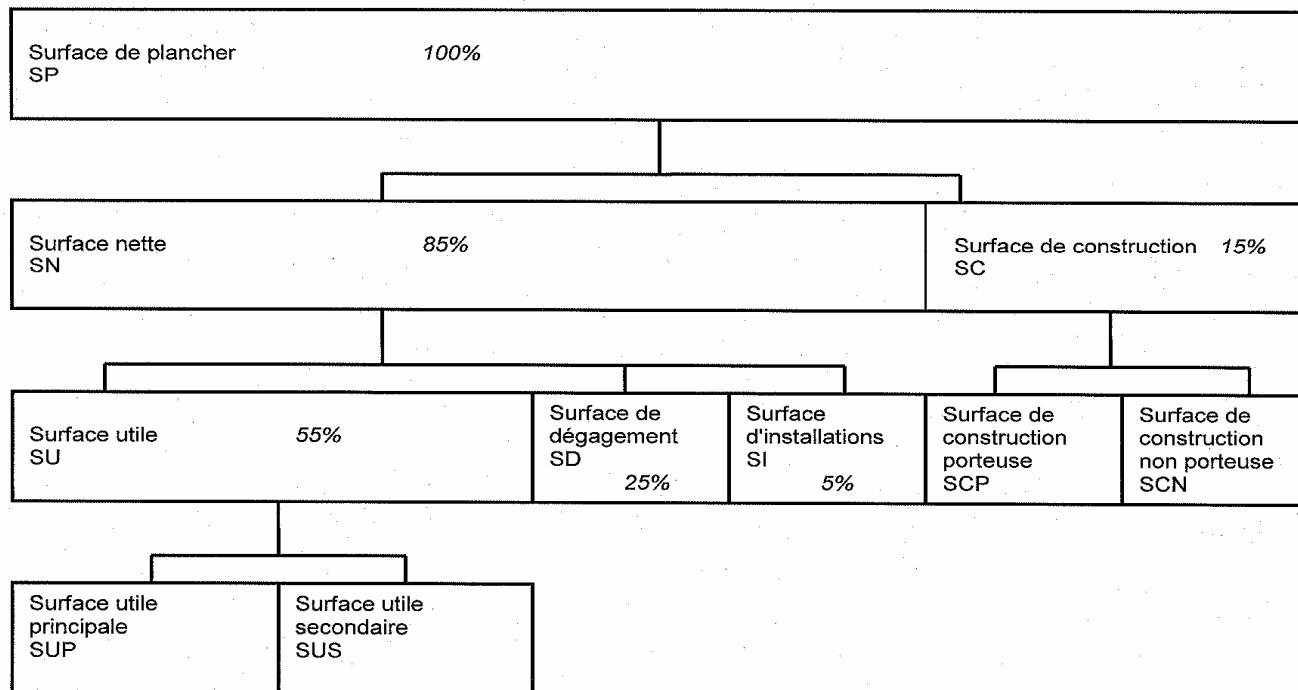 Surface de plancher 100%
SP
Surface nette 85%
SN
Surface de construction 15%
SC
Surface utile 55%
SU
Surface de
dégagement
SD
25%
Surface
d'installations
SI
5%
Surface de
construction
porteuse
SCP
Surface de
construction
non porteuse
SCN
Surface utile
principale
SUP
Surface utile
secondaire
SUS